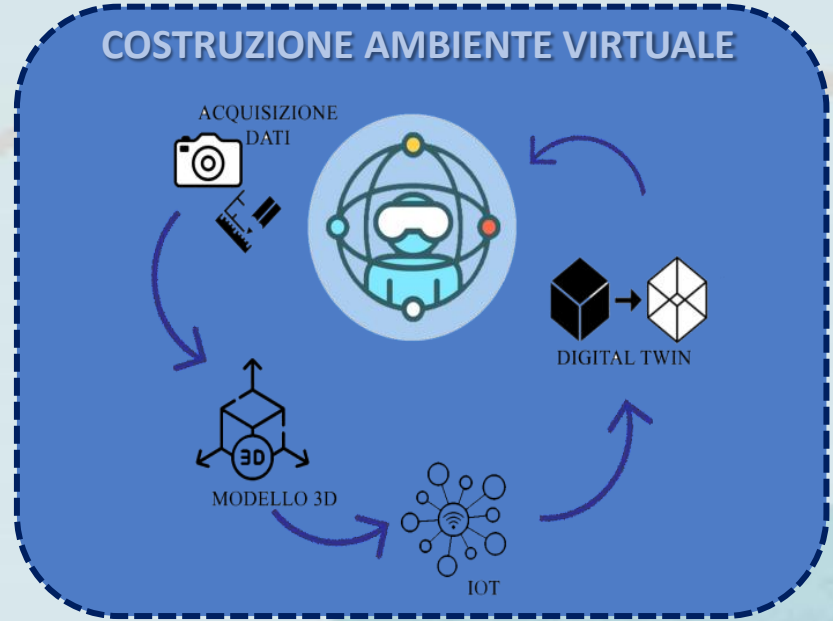 COSTRUZIONE AMBIENTE VIRTUALE
ACQUISIZIONE
DATI
DIGITAL TWIN
3D
MODELLO 3D
IOT